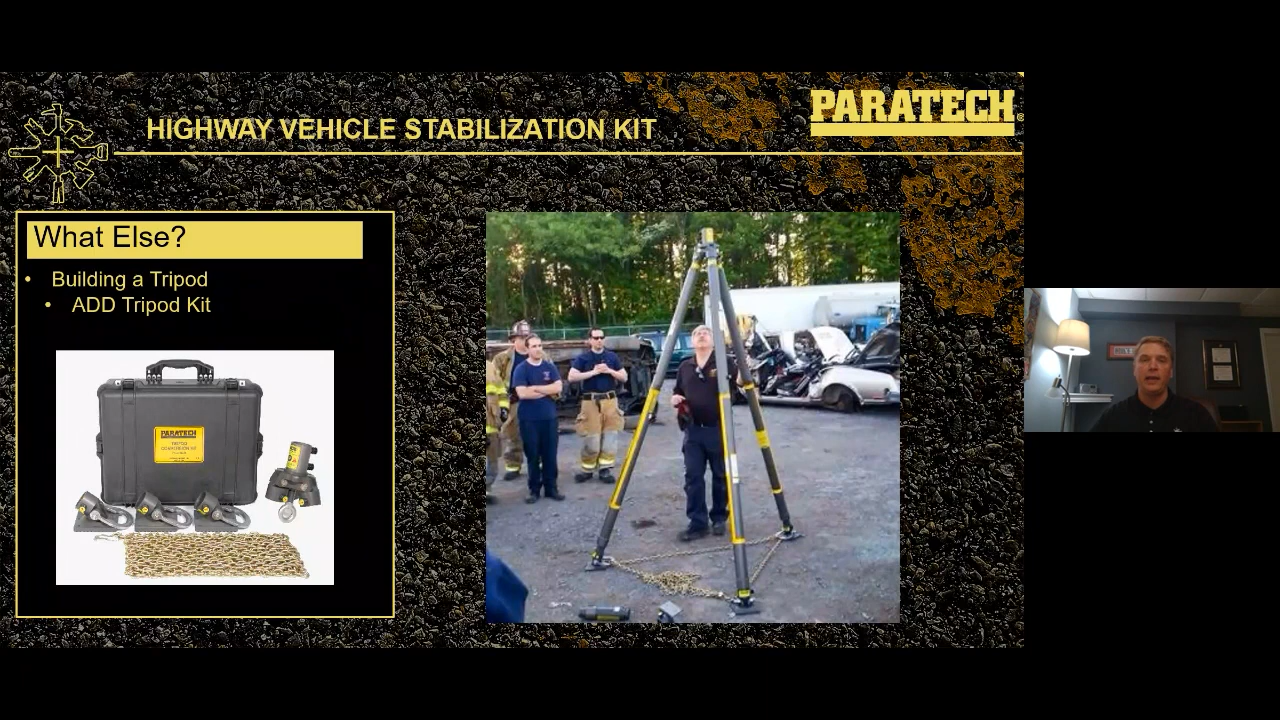 HIGHWAY VEHICLE STABILIZATION KIT
PARATECH®
What Else?
• Building a Tripod
• ADD Tripod Kit
PARATECH